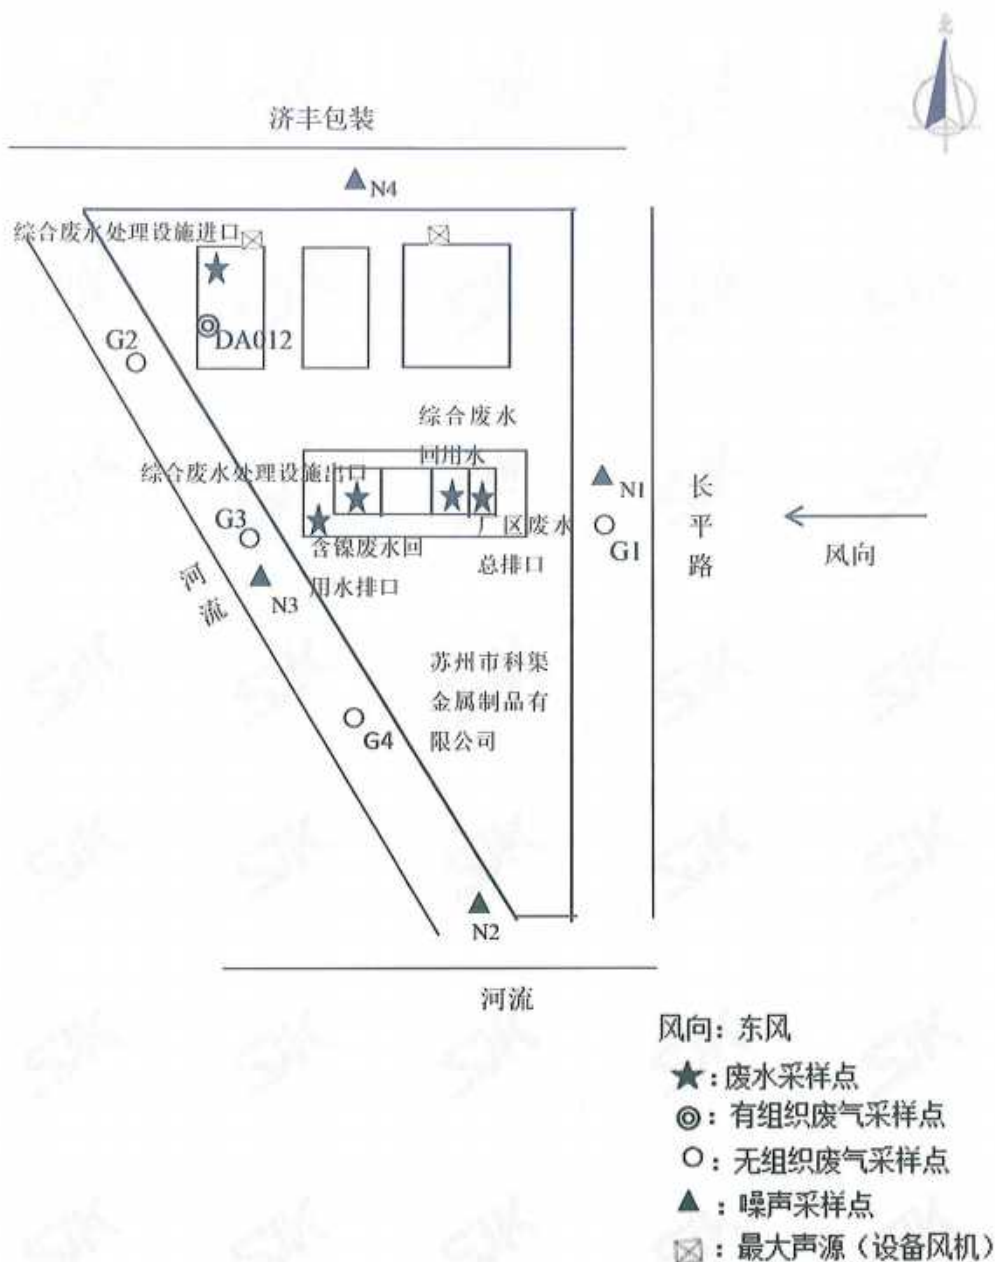 北
济丰包装
N4
综合废水处理设施进口
G2
DA012
综合废水
回用水
综合废水处理设施出口
N1
长平路
G3
厂区废水
总排口
G1
风向
含镍废水回
用水排口
河流
N3
苏州市科渠
金属制品有
限公司
G4
N2
河流
风向：东风
：废水采样点
：有组织废气采样点
：无组织废气采样点
：噪声采样点
：最大声源（设备风机）